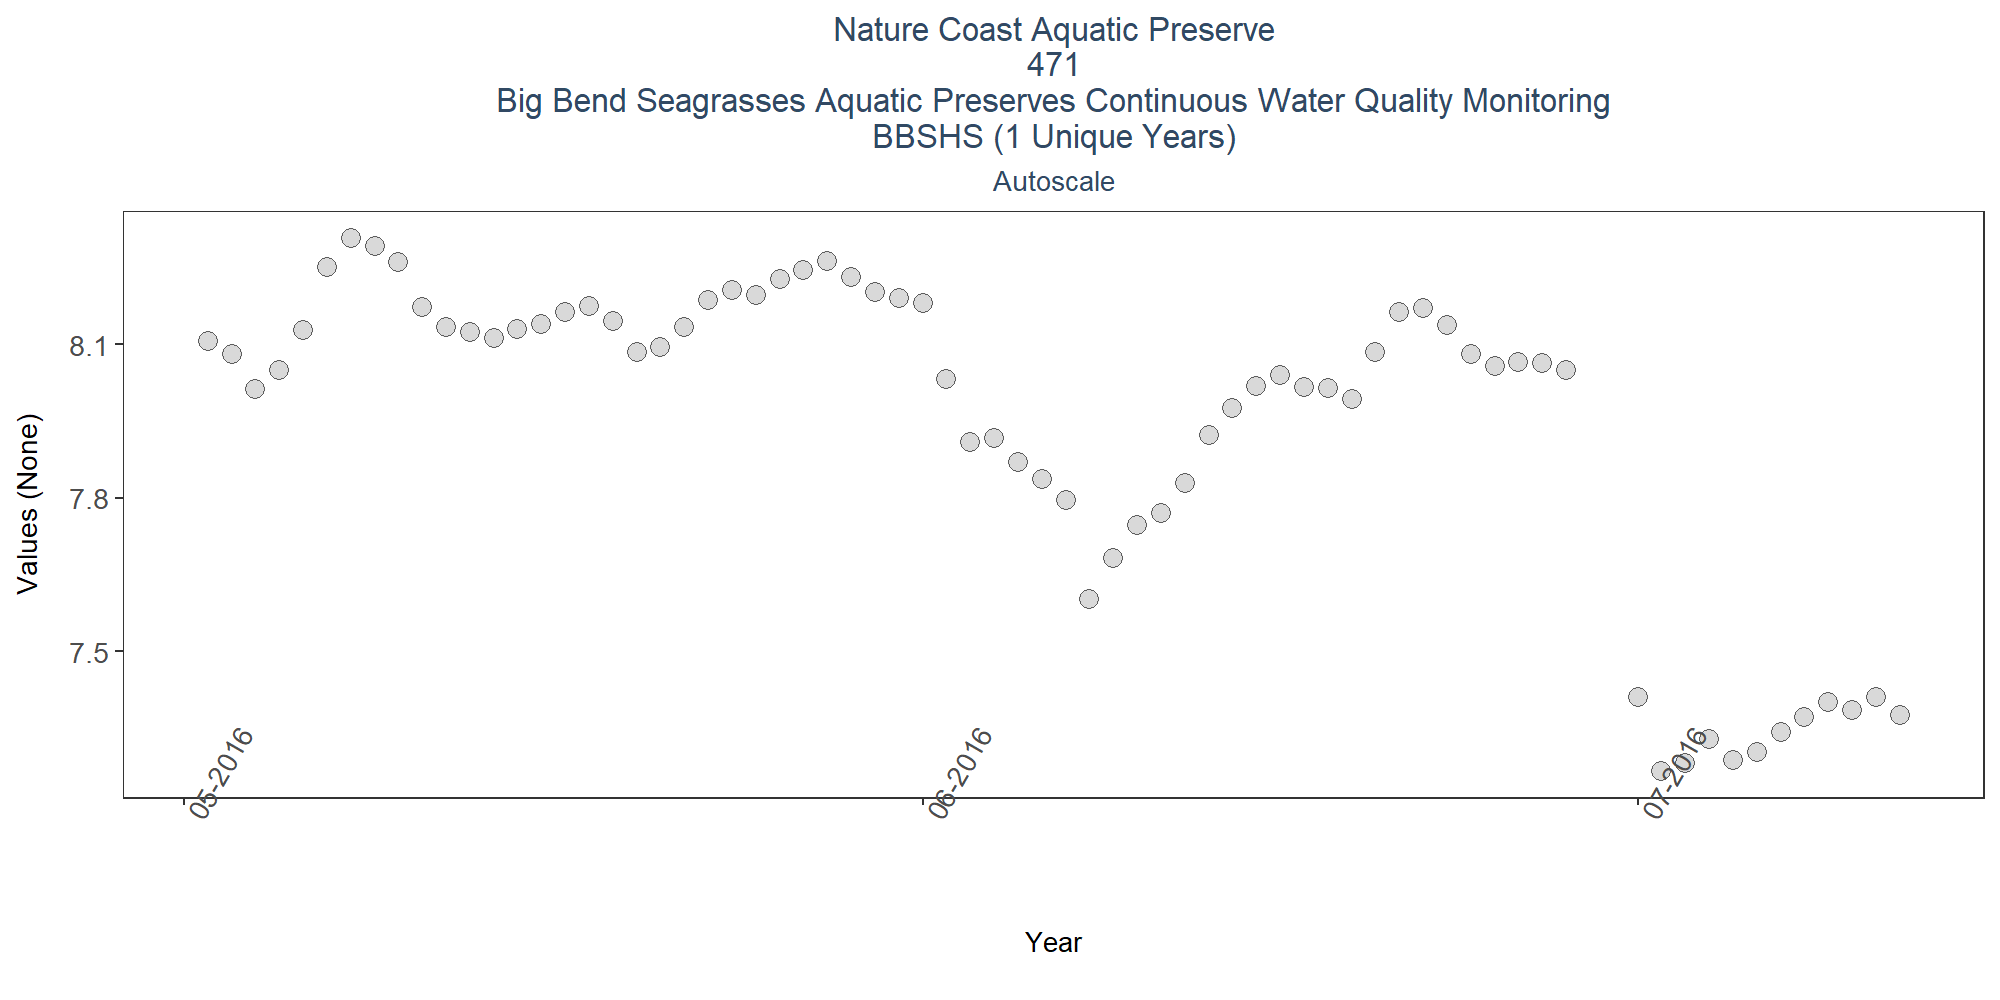 Nature Coast Aquatic Preserve
471
Big Bend Seagrasses Aquatic Preserves Continuous Water Quality Monitoring
BBSHS (1 Unique Years)
Autoscale
Values (None)
8.1
7.8
7.5
05-2016
06-2016
07-2016
Year